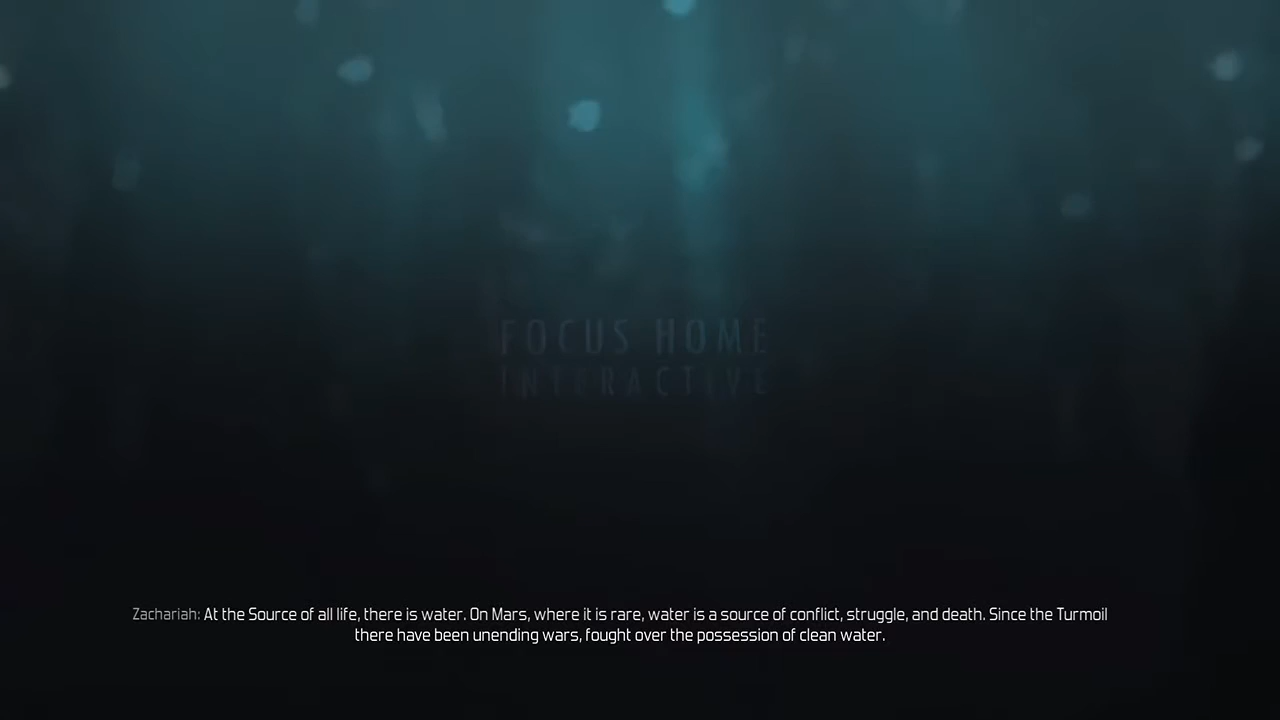 FOCUS HOME
INTERACTIVE
Zachariah: At the Source of all life, there is water. On Mars, where it is rare, water is a source of conflict, struggle, and death. Since the Turmoil
there have been unending wars, fought over the possession of clean water.